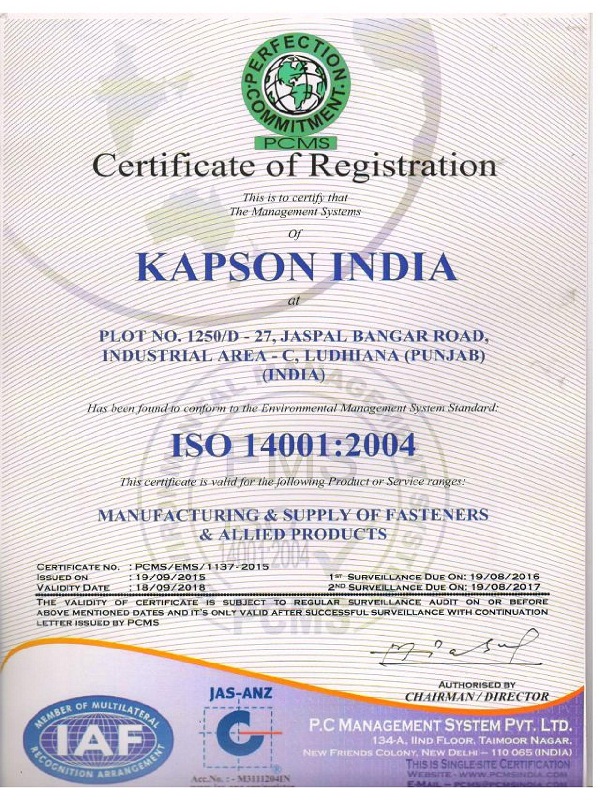 PERFECTION
COMMITMENT
PCMS
Certificate of Registration
This is to certify that
The Management Systems
Of
KAPSON INDIA
at
PLOT NO. 1250/D - 27, JASPAL BANGAR ROAD,
INDUSTRIAL AREA - C, LUDHIANA (PUNJAB)
(INDIA)
Has been found to conform to the Environmental Management System Standard:
ISO 14001:2004
This certificate is valid for the following Product or Service ranges:
MANUFACTURING & SUPPLY OF FASTENERS
& ALLIED PRODUCTS
14001:2004
CERTIFICATE NO. : PCMS/EMS/1137-2015
ISSUED ON : 19/09/2015 1ST SURVEILLANCE DUE ON: 19/08/2016
VALIDITY DATE : 18/09/2018 2ND SURVEILLANCE DUE ON: 19/08/2017
THE VALIDITY OF CERTIFICATE IS SUBJECT TO REGULAR SURVEILLANCE AUDIT ON OR BEFORE
ABOVE MENTIONED DATES AND IT'S ONLY VALID AFTER SUCCESSFUL SURVEILLANCE WITH CONTINUATION
LETTER ISSUED BY PCMS
PCMS
AUTHORISED BY
CHAIRMAN / DIRECTOR
MEMBER OF MULTILATERAL
IAF
RECOGNITION ARRANGEMENT
JAS-ANZ
C
Acc.No. : - M3111204IN
P.C MANAGEMENT SYSTEM PVT. LTD.
134-A, IIND FLOOR, TAIMOOR NAGAR,
NEW FRIENDS COLONY, NEW DELHI – 110 065 (INDIA)
THIS IS SINGLE-SITE CERTIFICATION
WEBSITE - WWW.PCMSINDIA.COM